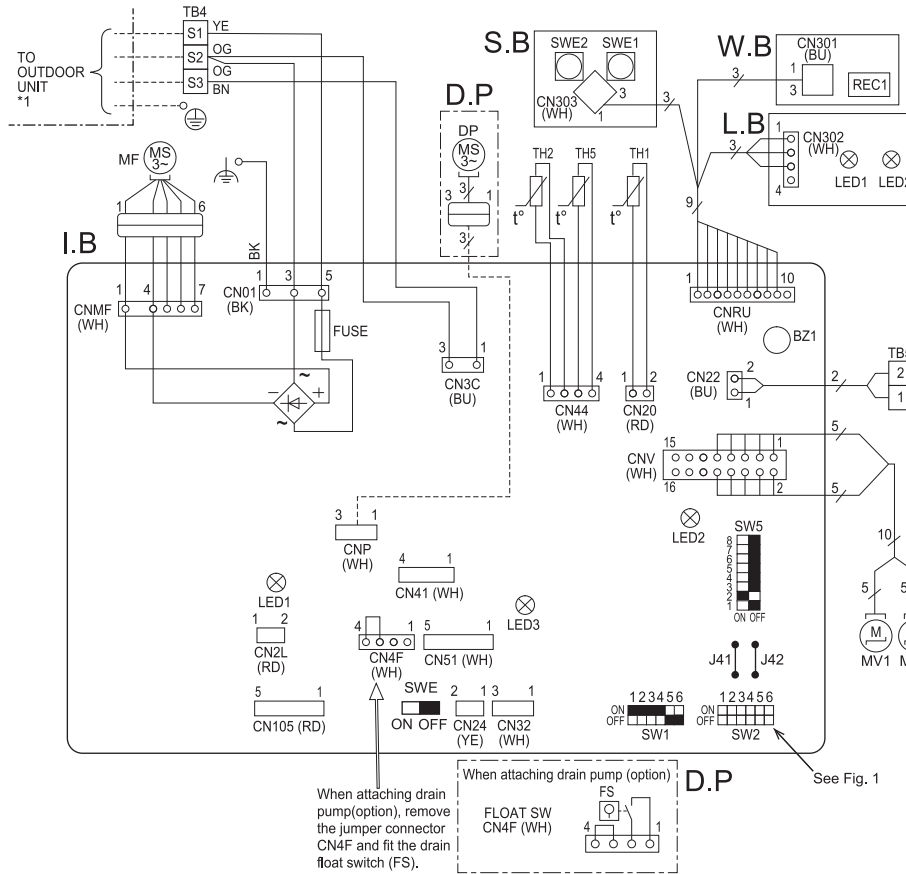 TB4
S1
YE
S2
OG
S3
OG
BN
TO
OUTDOOR
UNIT
*1
MF
MS
3~
1
6
I.B
BK
D.P
DP
MS
3~
3
3
1
3
S.B
SWE2
SWE1
CN303
(WH)
3
1
3
W.B
CN301
(BU)
1
3
REC1
3
L.B
1
CN302
(WH)
4
LED1
LED2
3
9
TH2
TH5
TH1
t°
t°
t°
1
4
7
CNMF
(WH)
1
3
5
CN01
(BK)
FUSE
~
−
+
~
3
1
CN3C
(BU)
1
4
CN44
(WH)
1
2
CN20
(RD)
1
10
CNRU
(WH)
BZ1
CN22
(BU)
2
1
2
2
1
15
1
CNV
(WH)
16
2
5
5
10
5
M
MV1
LED2
SW5
8
7
6
5
4
3
2
1
ON OFF
3
1
CNP
(WH)
4
1
CN41 (WH)
LED1
1
2
CN2L
(RD)
LED3
4
1
CN4F
(WH)
5
1
CN51 (WH)
J41
J42
5
1
CN105 (RD)
SWE
ON OFF
2
1
CN24
(YE)
3
1
CN32
(WH)
1 2 3 4 5 6
ON
OFF
SW1
1 2 3 4 5 6
ON
OFF
SW2
See Fig. 1
When attaching drain
pump(option), remove
the jumper connector
CN4F and fit the drain
float switch (FS).
When attaching drain pump (option)
D.P
FS
FLOAT SW
CN4F (WH)
4
1